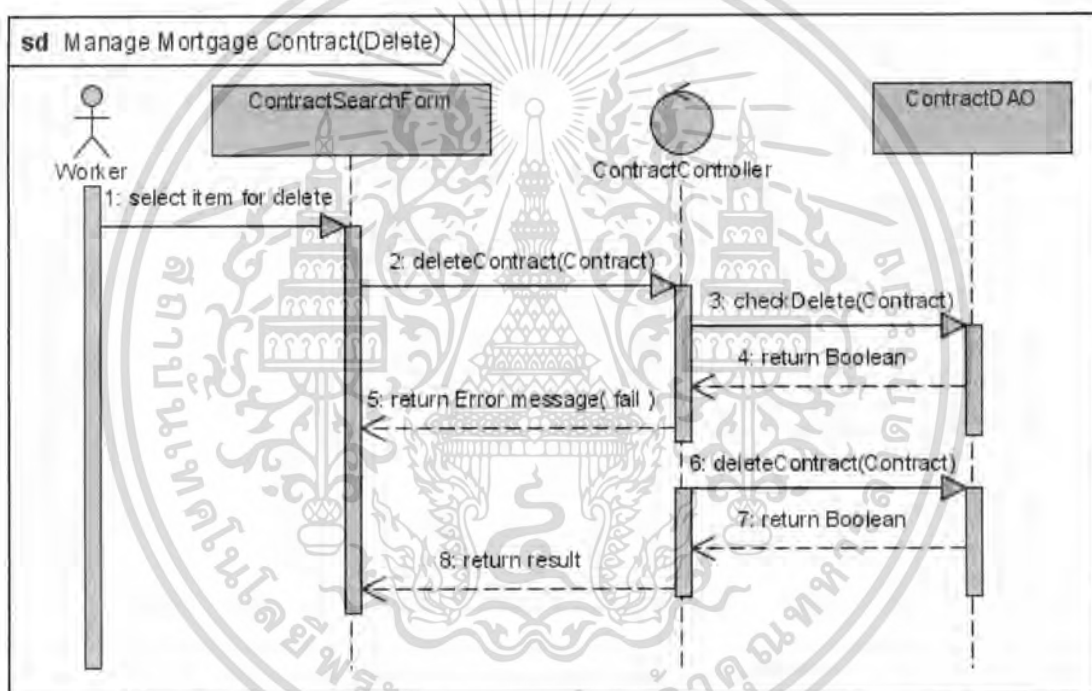 sd Manage Mortgage Contract(Delete)
ContractSearchForm
ContractDAO
Worker
ContractController
1: select item for delete
2: deleteContract(Contract)
3: checkDelete(Contract)
4: return Boolean
5: return Error message( fail )
6: deleteContract(Contract)
7: return Boolean
8: return result